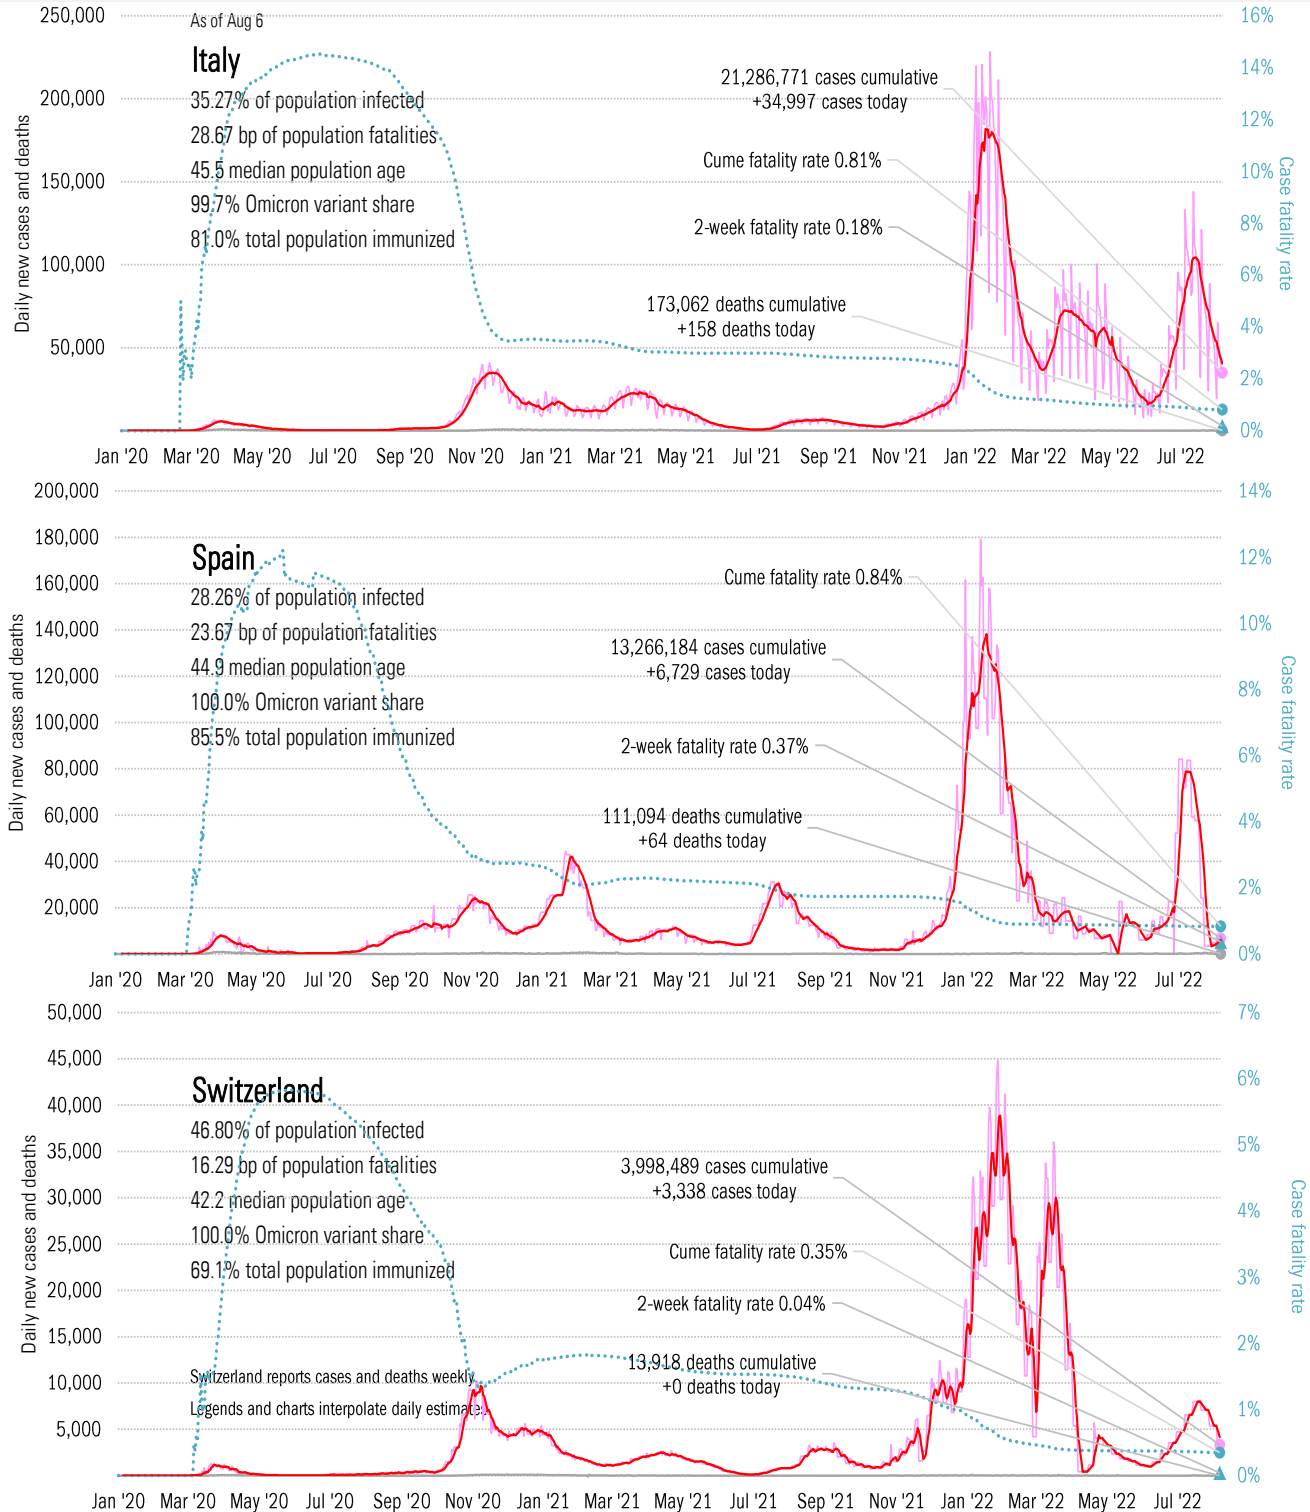 As of Aug 6
Italy
35.27% of population infected
28.67 bp of population fatalities
45.5 median population age
99.7% Omicron variant share
81.0% total population immunized
21,286,771 cases cumulative
+34,997 cases today
Cume fatality rate 0.81%
2-week fatality rate 0.18%
173,062 deaths cumulative
+158 deaths today
Daily new cases and deaths
250,000
200,000
150,000
100,000
50,000
16%
14%
12%
10%
8%
6%
4%
2%
0%
Case fatality rate
Jan '20 Mar '20 May '20 Jul '20 Sep '20 Nov '20 Jan '21 Mar '21 May '21 Jul '21 Sep '21 Nov '21 Jan '22 Mar '22 May '22 Jul '22
Spain
28.26% of population infected
23.67 bp of population fatalities
44.9 median population age
100.0% Omicron variant share
85.5% total population immunized
Cume fatality rate 0.84%
13,266,184 cases cumulative
+6,729 cases today
2-week fatality rate 0.37%
111,094 deaths cumulative
+64 deaths today
Daily new cases and deaths
200,000
180,000
160,000
140,000
120,000
100,000
80,000
60,000
40,000
20,000
14%
12%
10%
8%
6%
4%
2%
0%
Case fatality rate
Jan '20 Mar '20 May '20 Jul '20 Sep '20 Nov '20 Jan '21 Mar '21 May '21 Jul '21 Sep '21 Nov '21 Jan '22 Mar '22 May '22 Jul '22
Switzerland
46.80% of population infected
16.29 bp of population fatalities
42.2 median population age
100.0% Omicron variant share
69.1% total population immunized
Switzerland reports cases and deaths weekly.
Legends and charts interpolate daily estimates.
3,998,489 cases cumulative
+3,338 cases today
Cume fatality rate 0.35%
2-week fatality rate 0.04%
13,918 deaths cumulative
+0 deaths today
Daily new cases and deaths
50,000
45,000
40,000
35,000
30,000
25,000
20,000
15,000
10,000
5,000
7%
6%
5%
4%
3%
2%
1%
0%
Case fatality rate
Jan '20 Mar '20 May '20 Jul '20 Sep '20 Nov '20 Jan '21 Mar '21 May '21 Jul '21 Sep '21 Nov '21 Jan '22 Mar '22 May '22 Jul '22